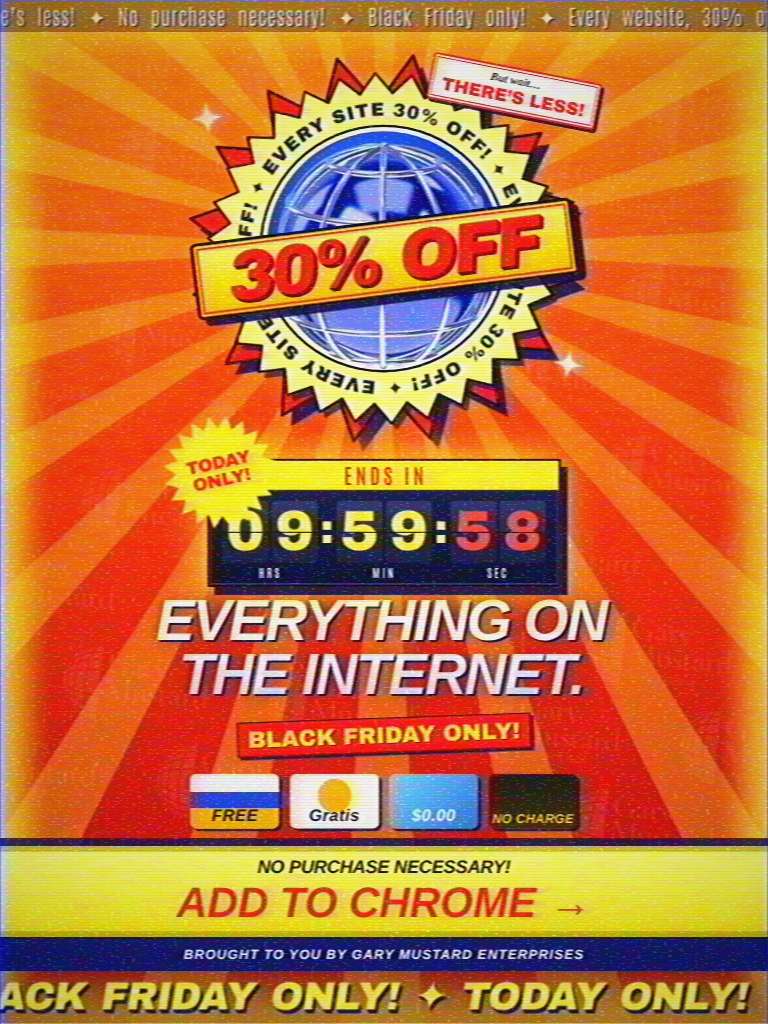 e's less! ✦ No purchase necessary! ✦ Black Friday only! ✦ Every website, 30% o
But wait...
THERE'S LESS!
EVERY SITE 30% OFF! ✦ EV
TE 30% OFF! ✦ EVERY SITE
FF! ✦
30% OFF
TODAY
ONLY!
ENDS IN
09:59:58
HRS MIN SEC
EVERYTHING ON
THE INTERNET.
BLACK FRIDAY ONLY!
FREE Gratis $0.00 NO CHARGE
NO PURCHASE NECESSARY!
ADD TO CHROME →
BROUGHT TO YOU BY GARY MUSTARD ENTERPRISES
ACK FRIDAY ONLY! ✦ TODAY ONLY!